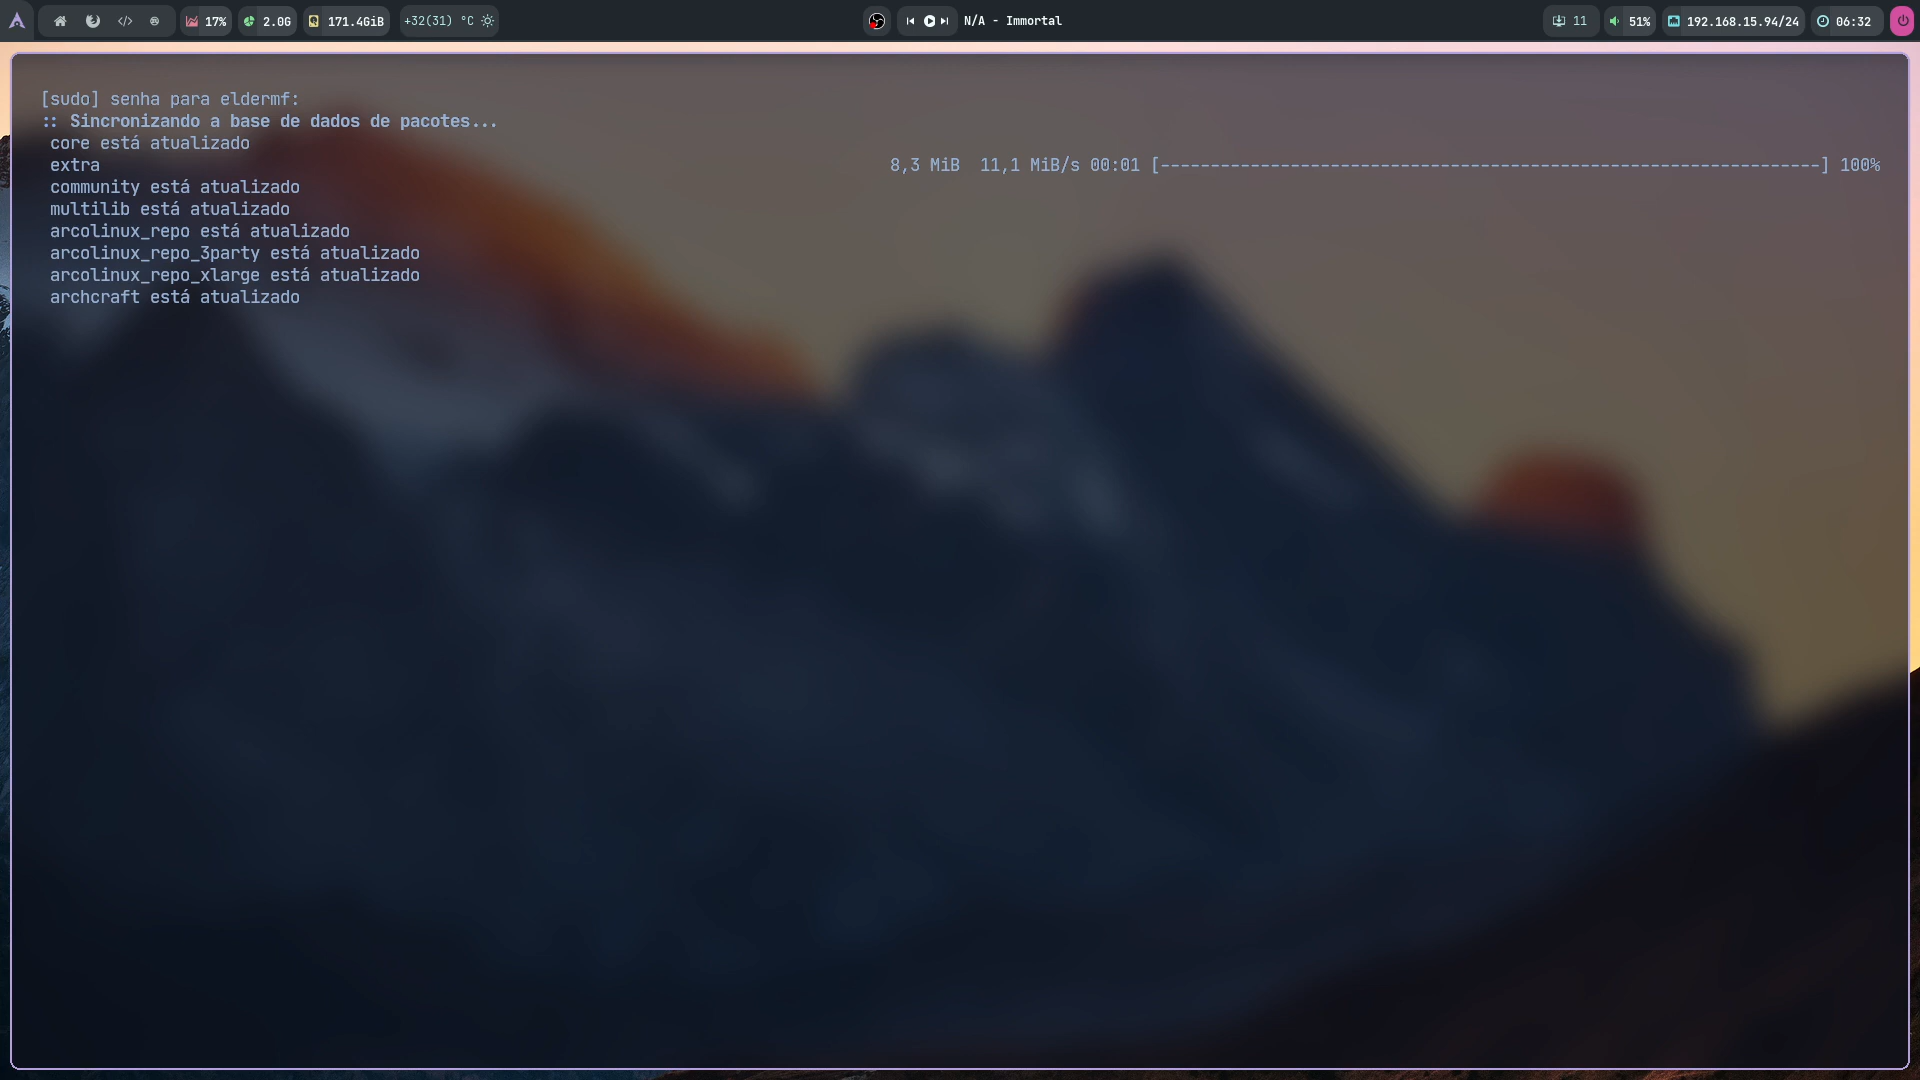 17%
2.0G
171.4GiB
+32(31) °C
N/A - Immortal
11
51%
192.168.15.94/24
06:32
[sudo] senha para eldermf:
:: Sincronizando a base de dados de pacotes...
core está atualizado
extra 8,3 MiB 11,1 MiB/s 00:01 [------------------------------------------------------------------] 100%
community está atualizado
multilib está atualizado
arcolinux_repo está atualizado
arcolinux_repo_3party está atualizado
arcolinux_repo_xlarge está atualizado
archcraft está atualizado